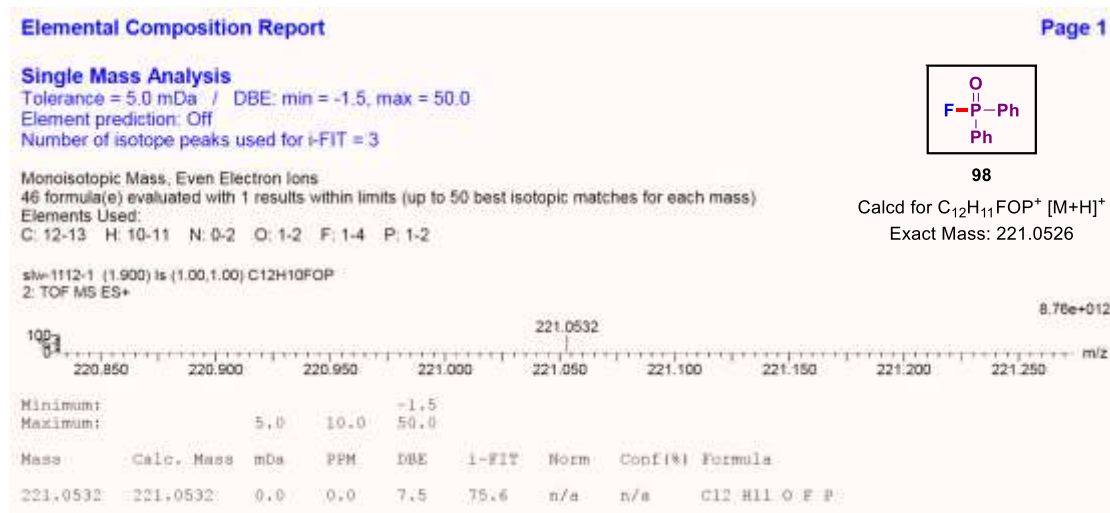 Elemental Composition Report Page 1
Single Mass Analysis
Tolerance = 5.0 mDa / DBE: min = -1.5, max = 50.0
Element prediction: Off
Number of isotope peaks used for i-FIT = 3
O
F P Ph
Ph
98
Calcd for C₁₂H₁₁FOP⁺ [M+H]⁺
Exact Mass: 221.0526
Monoisotopic Mass, Even Electron Ions
46 formula(e) evaluated with 1 results within limits (up to 50 best isotopic matches for each mass)
Elements Used:
C: 12-13 H: 10-11 N: 0-2 O: 1-2 F: 1-4 P: 1-2
slw-1112-1 (1.900) Is (1.00,1.00) C12H10FOP
2: TOF MS ES+
8.76e+012
221.0532
100
0
m/z
220.850 220.900 220.950 221.000 221.050 221.100 221.150 221.200 221.250
Minimum: -1.5
Maximum: 5.0 10.0 50.0
Mass Calc. Mass mDa PPM DBE i-FIT Norm Conf(%) Formula
221.0532 221.0532 0.0 0.0 7.5 75.6 n/a n/a C12 H11 O F P